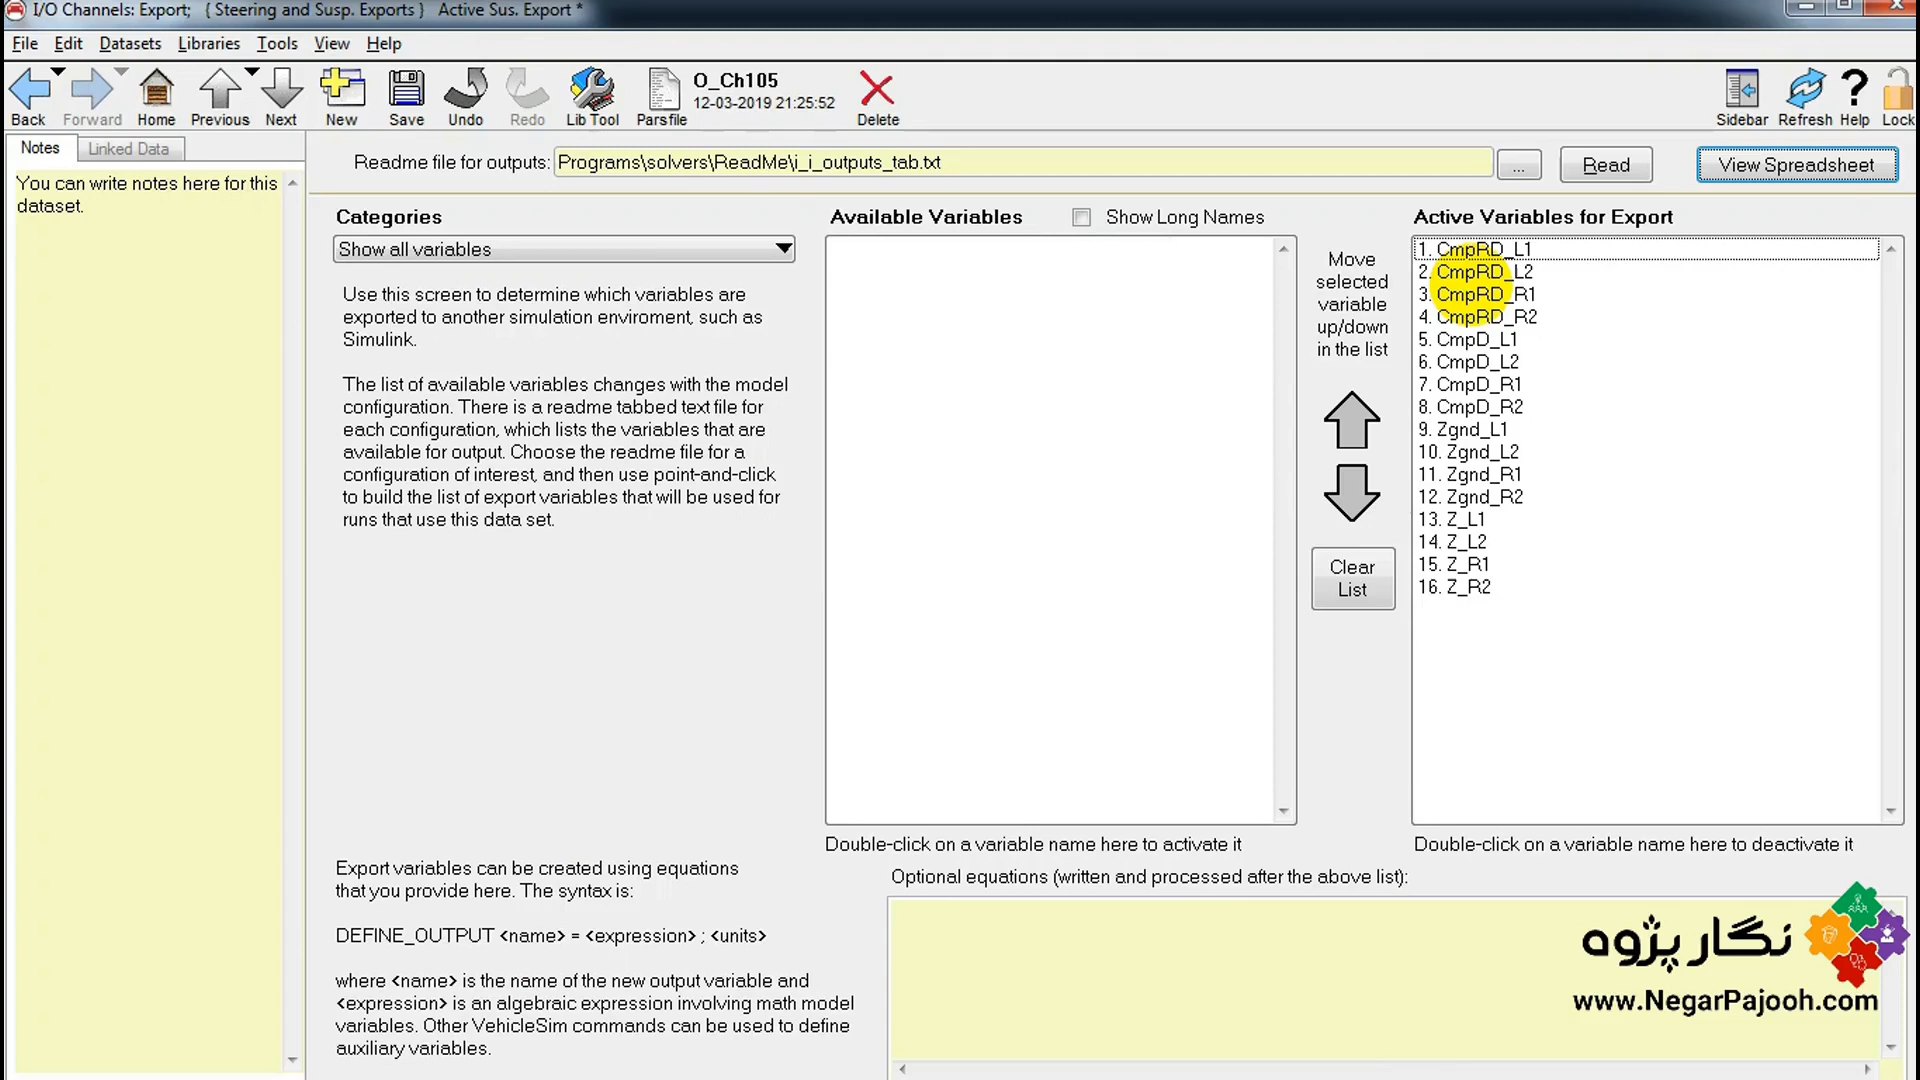 I/O Channels: Export; { Steering and Susp. Exports } Active Sus. Export *
File Edit Datasets Libraries Tools View Help
Back Forward Home Previous Next New Save Undo Redo Lib Tool Parsfile
O_Ch105
12-03-2019 21:25:52
Delete
Sidebar Refresh Help Lock
Notes Linked Data
You can write notes here for this
dataset.
Readme file for outputs: Programs\solvers\ReadMe\i_i_outputs_tab.txt ... Read View Spreadsheet
Categories
Show all variables
Use this screen to determine which variables are
exported to another simulation enviroment, such as
Simulink.
The list of available variables changes with the model
configuration. There is a readme tabbed text file for
each configuration, which lists the variables that are
available for output. Choose the readme file for a
configuration of interest, and then use point-and-click
to build the list of export variables that will be used for
runs that use this data set.
Export variables can be created using equations
that you provide here. The syntax is:
DEFINE_OUTPUT <name> = <expression> ; <units>
where <name> is the name of the new output variable and
<expression> is an algebraic expression involving math model
variables. Other VehicleSim commands can be used to define
auxiliary variables.
Available Variables
Show Long Names
Double-click on a variable name here to activate it
Move
selected
variable
up/down
in the list
Clear
List
Active Variables for Export
1. CmpRD_L1
2. CmpRD_L2
3. CmpRD_R1
4. CmpRD_R2
5. CmpD_L1
6. CmpD_L2
7. CmpD_R1
8. CmpD_R2
9. Zgnd_L1
10. Zgnd_L2
11. Zgnd_R1
12. Zgnd_R2
13. Z_L1
14. Z_L2
15. Z_R1
16. Z_R2
Double-click on a variable name here to deactivate it
Optional equations (written and processed after the above list):
نگار پژوه
www.NegarPajooh.com